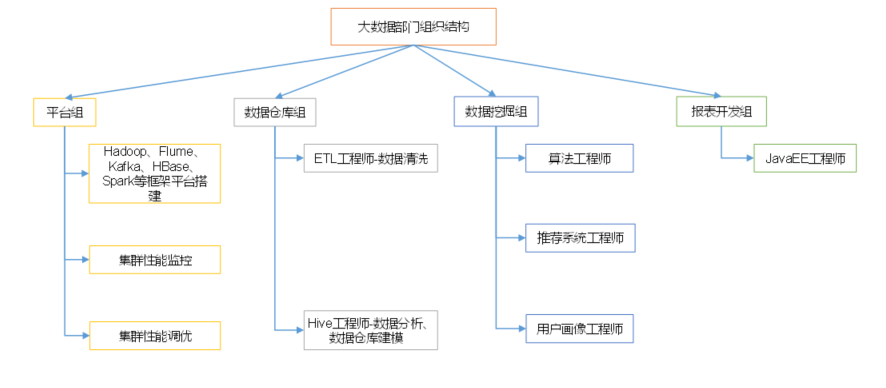 大数据部门组织结构
平台组
数据仓库组
数据挖掘组
报表开发组
Hadoop、Flume、
Kafka、HBase、
Spark等框架平台搭
建
ETL工程师-数据清洗
算法工程师
JavaEE工程师
集群性能监控
推荐系统工程师
集群性能调优
Hive工程师-数据分析、
数据仓库建模
用户画像工程师